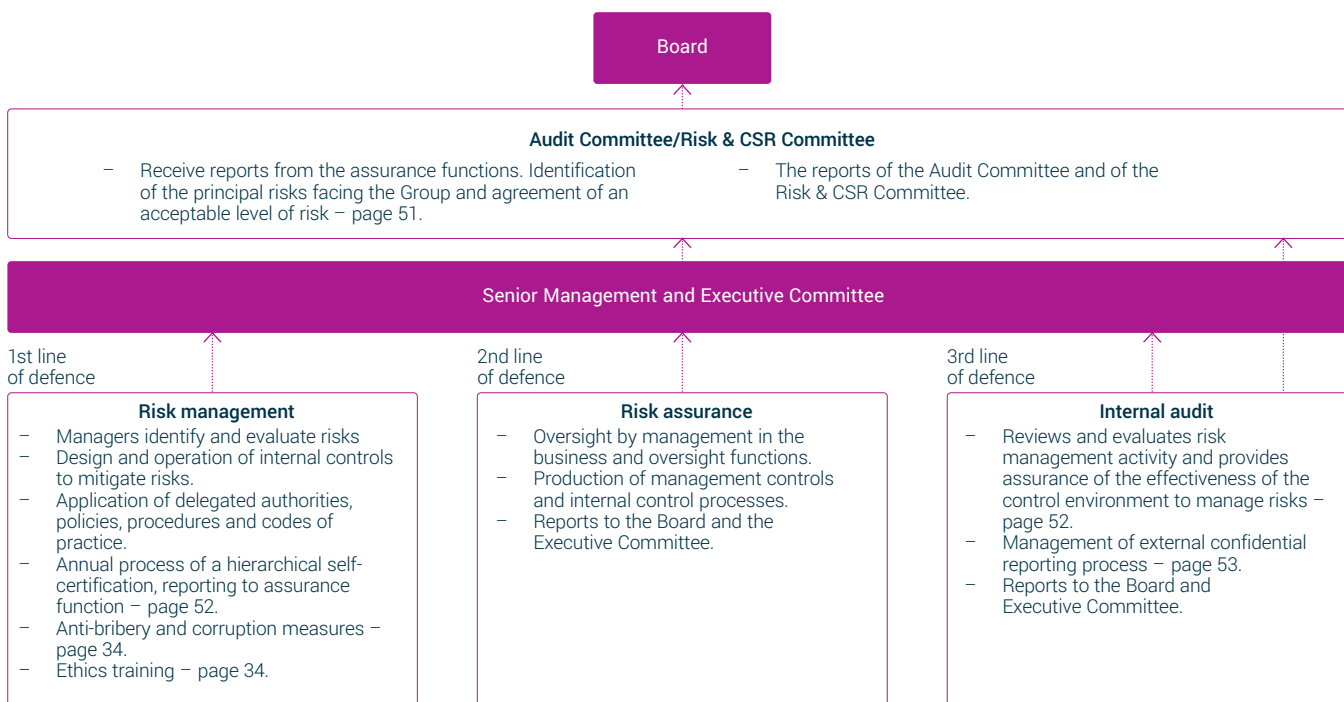 Board
Audit Committee/Risk & CSR Committee
– Receive reports from the assurance functions. Identification
of the principal risks facing the Group and agreement of an
acceptable level of risk – page 51.
– The reports of the Audit Committee and of the
Risk & CSR Committee.
Senior Management and Executive Committee
1st line
of defence
Risk management
– Managers identify and evaluate risks
– Design and operation of internal controls
to mitigate risks.
– Application of delegated authorities,
policies, procedures and codes of
practice.
– Annual process of a hierarchical self-
certification, reporting to assurance
function – page 52.
– Anti-bribery and corruption measures –
page 34.
– Ethics training – page 34.
2nd line
of defence
Risk assurance
– Oversight by management in the
business and oversight functions.
– Production of management controls
and internal control processes.
– Reports to the Board and the
Executive Committee.
3rd line
of defence
Internal audit
– Reviews and evaluates risk
management activity and provides
assurance of the effectiveness of the
control environment to manage risks –
page 52.
– Management of external confidential
reporting process – page 53.
– Reports to the Board and
Executive Committee.